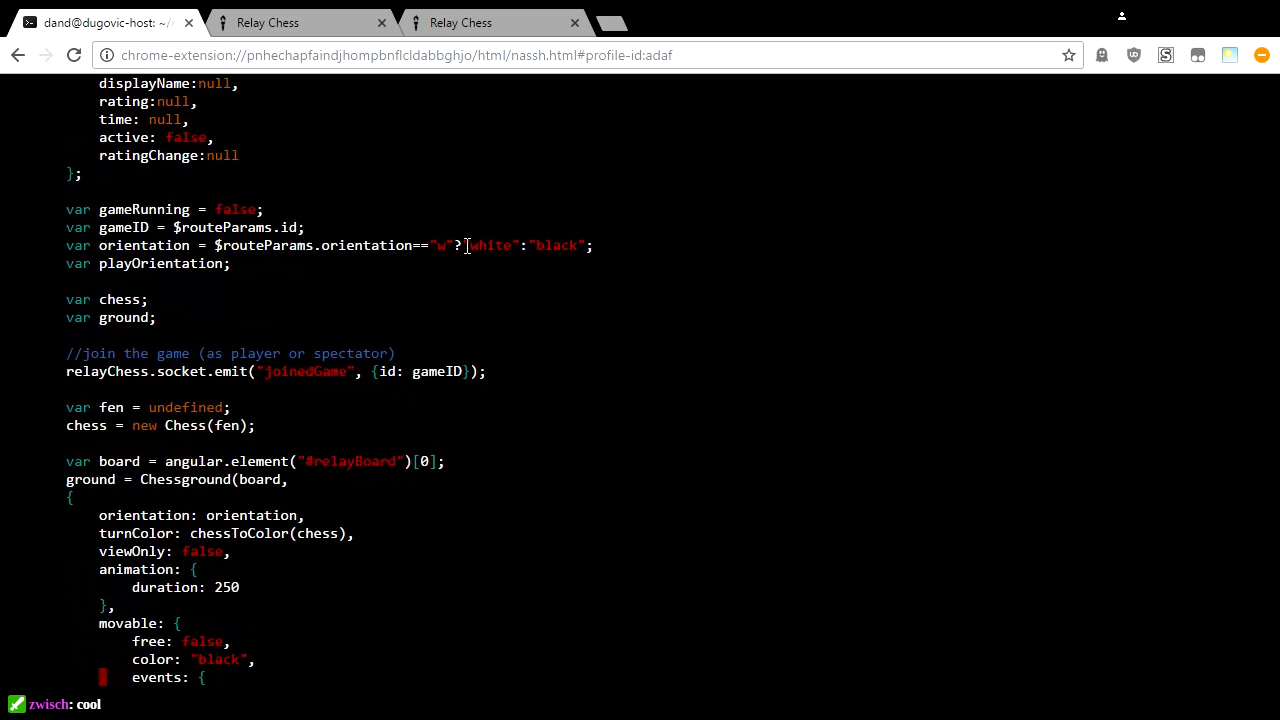 dand@dugovic-host: ~/
Relay Chess
Relay Chess
chrome-extension://pnhechapfaindjhompbnflcldabbghjo/html/nassh.html#profile-id:adaf
displayName:null,
rating:null,
time: null,
active: false,
ratingChange:null
};
var gameRunning = false;
var gameID = $routeParams.id;
var orientation = $routeParams.orientation=="w"?"white":"black";
var playOrientation;
var chess;
var ground;
//join the game (as player or spectator)
relayChess.socket.emit("joinedGame", {id: gameID});
var fen = undefined;
chess = new Chess(fen);
var board = angular.element("#relayBoard")[0];
ground = Chessground(board,
{
orientation: orientation,
turnColor: chessToColor(chess),
viewOnly: false,
animation: {
duration: 250
},
movable: {
free: false,
color: "black",
events: {
zwisch: cool